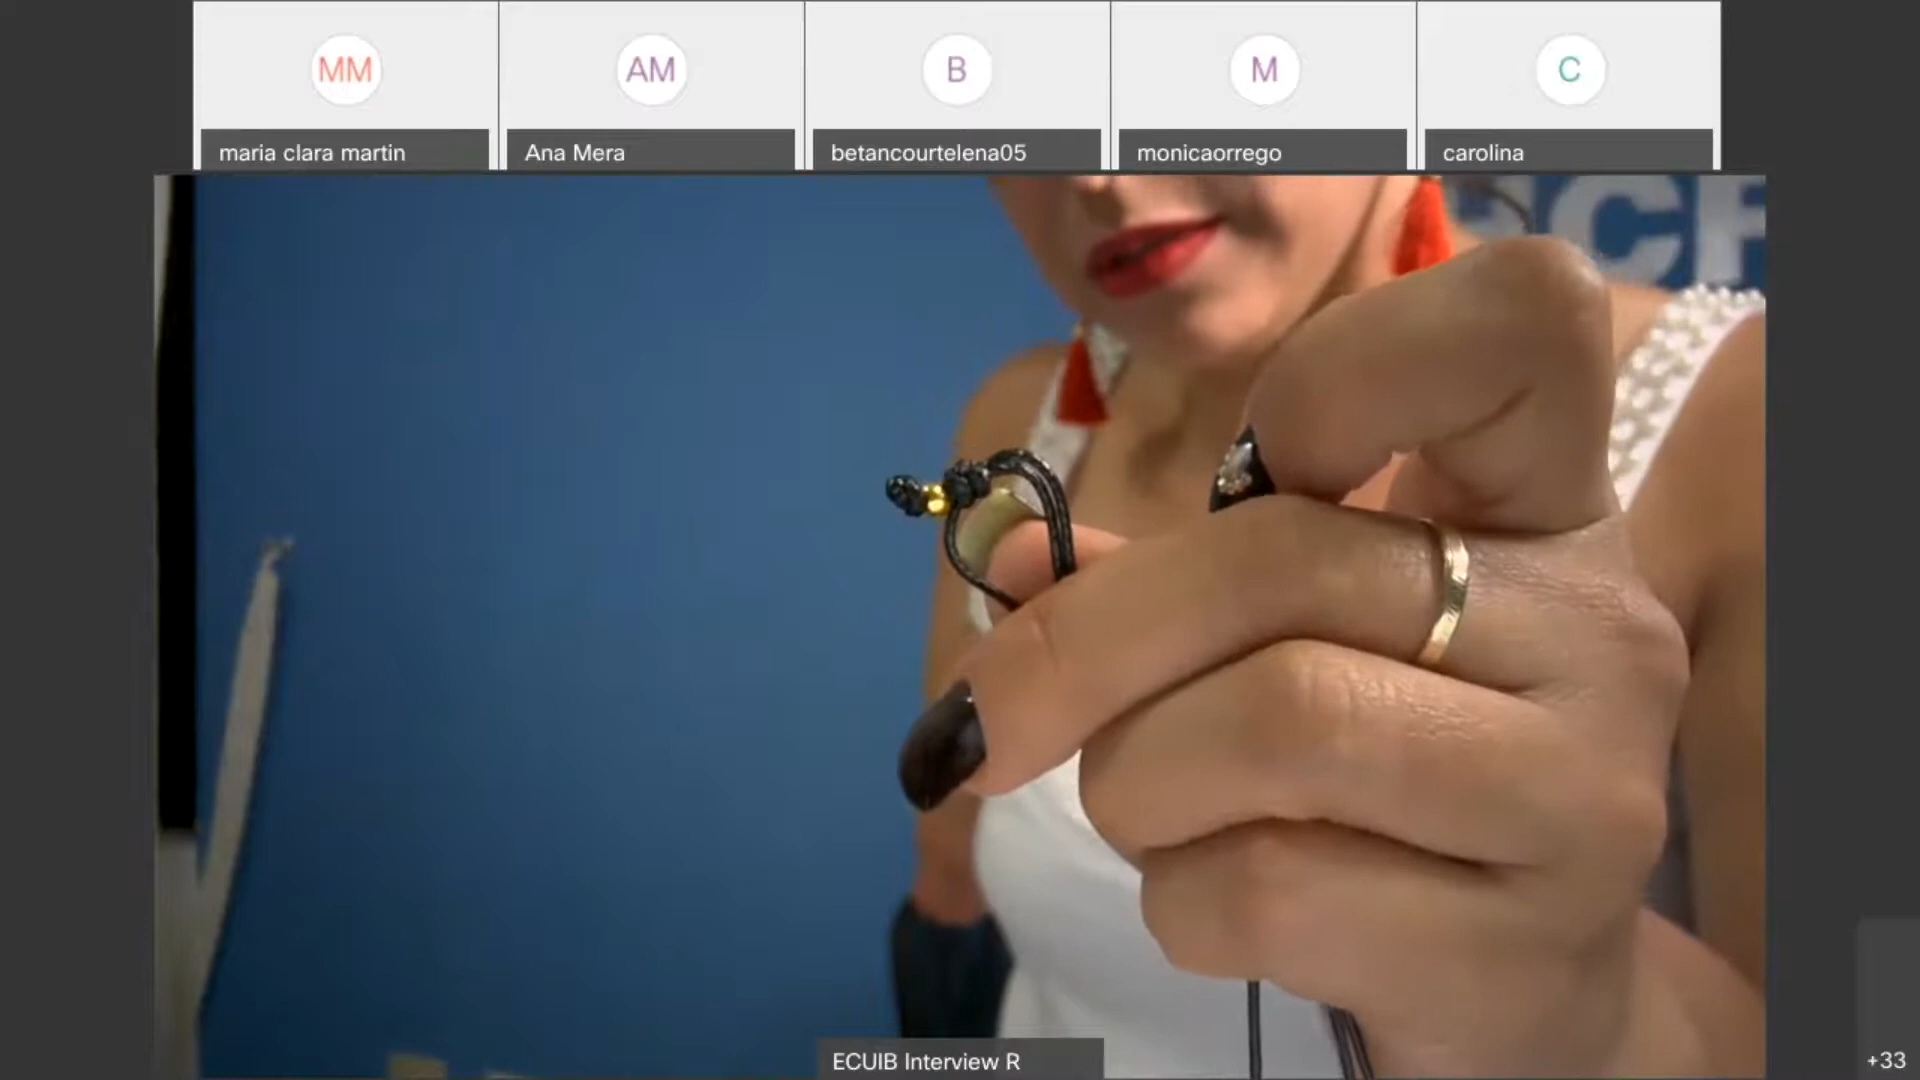 MM
AM
B
M
C
maria clara martin
Ana Mera
betancourtelena05
monicaorrego
carolina
ECUIB Interview R
+33